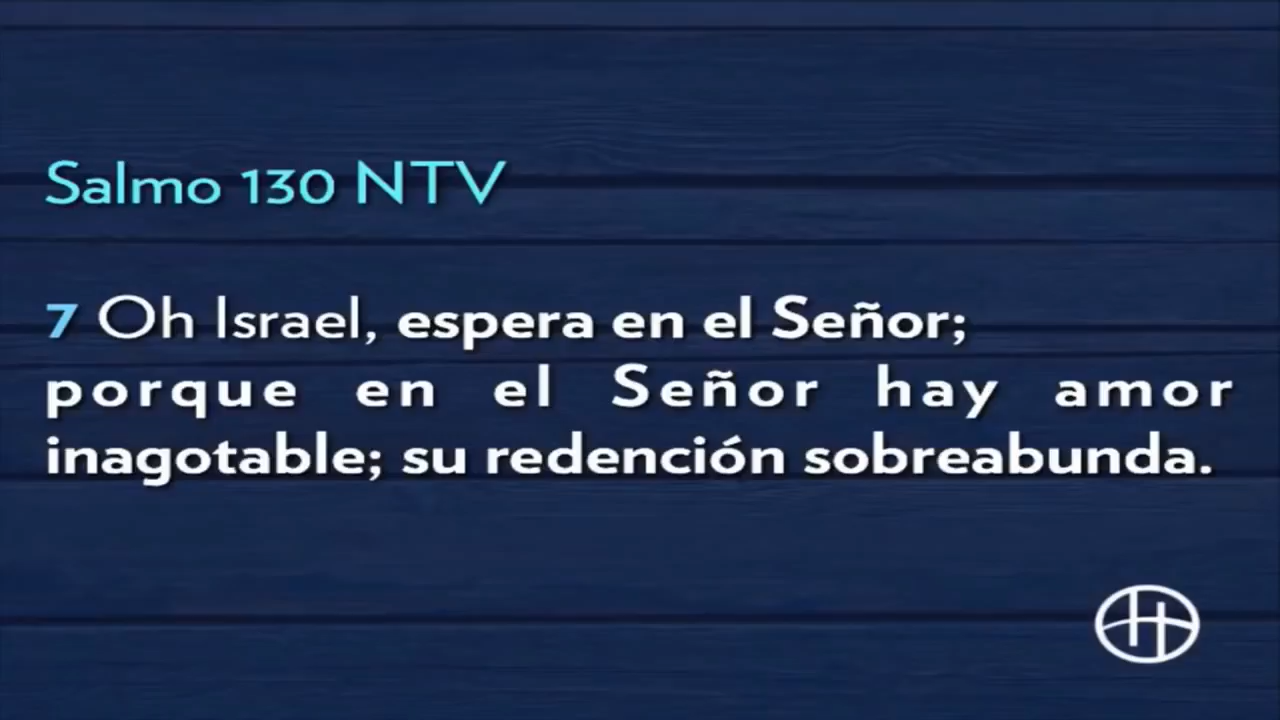 Salmo 130 NTV
7 Oh Israel, espera en el Señor;
porque en el Señor hay amor
inagotable; su redención sobreabunda.